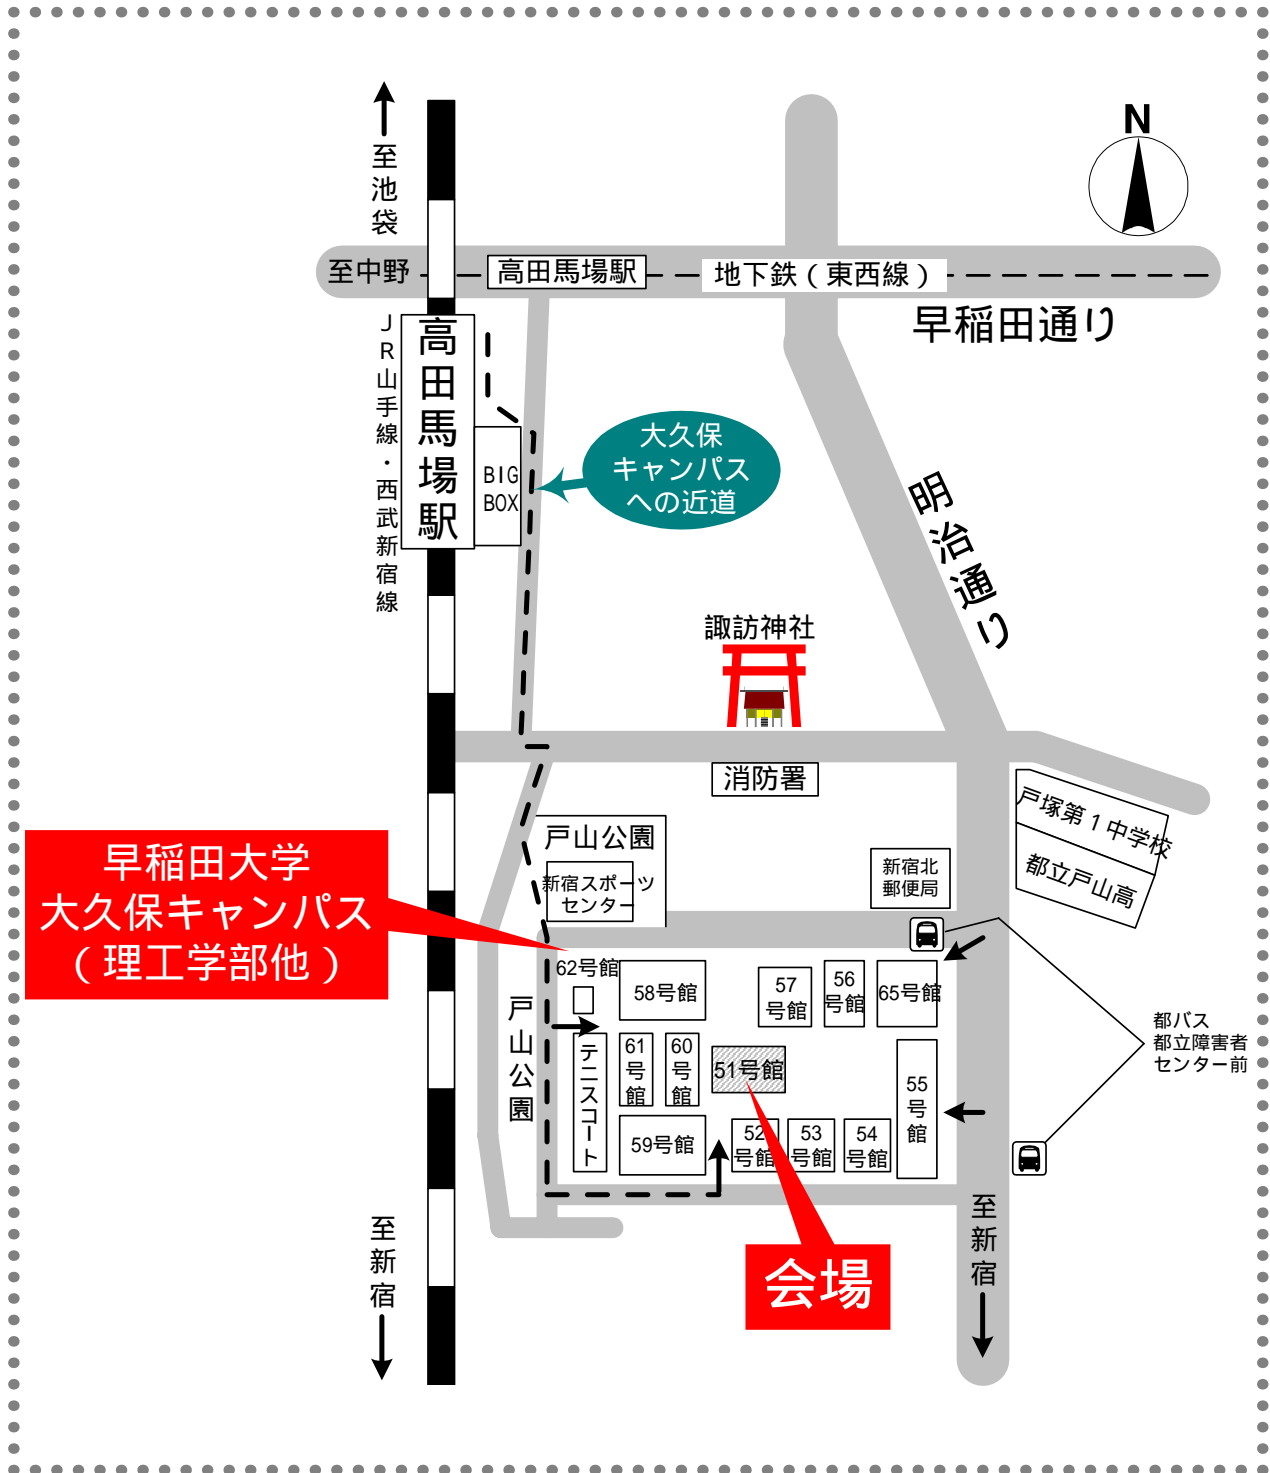 N
至池袋
至中野
高田馬場駅
地下鉄（東西線）
早稲田通り
JR山手線・西武新宿線
高田馬場駅
BIG
BOX
大久保
キャンパス
への近道
明治通り
諏訪神社
消防署
戸塚第1中学校
都立戸山高
戸山公園
新宿スポーツ
センター
新宿北
郵便局
早稲田大学
大久保キャンパス
（理工学部他）
62号館
58号館
57
号館
56
号館
65号館
戸山公園
テニスコート
61
号
館
60
号
館
51号館
55
号
館
都バス
都立障害者
センター前
59号館
52
号館
53
号館
54
号館
至新宿
至新宿
会場